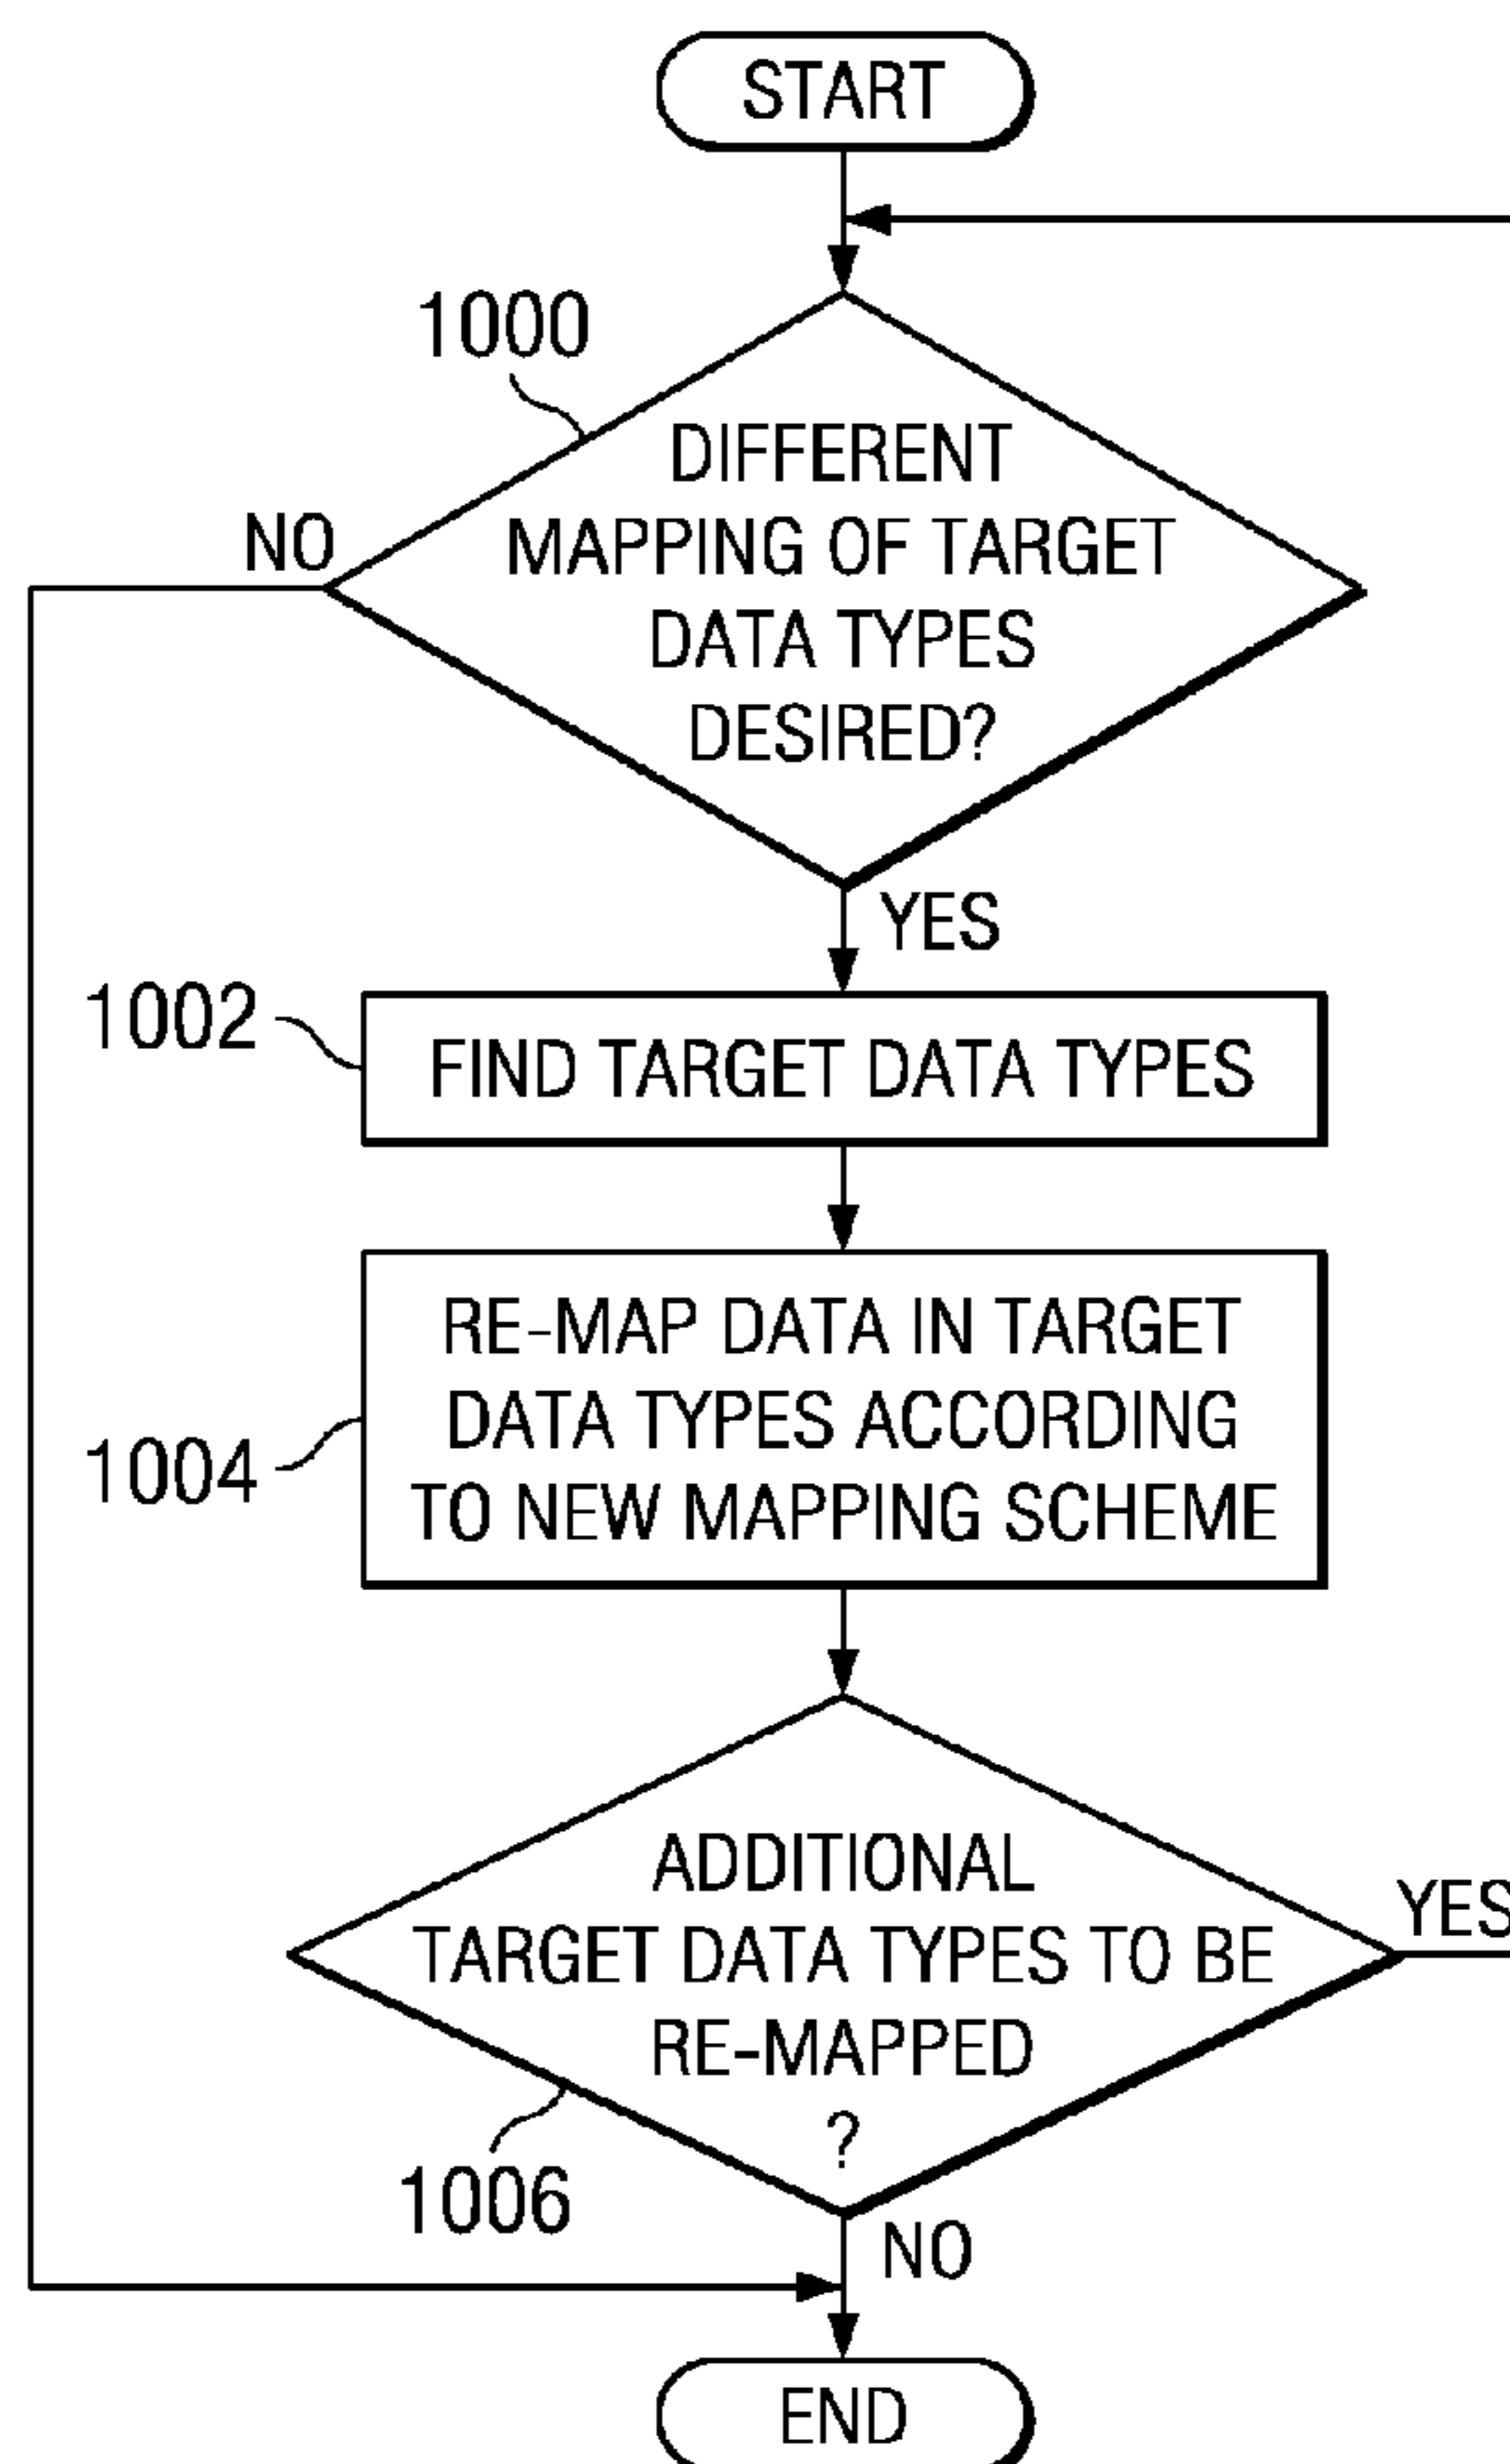 START
1000
DIFFERENT
MAPPING OF TARGET
DATA TYPES
DESIRED?
NO
YES
1002
FIND TARGET DATA TYPES
1004
RE-MAP DATA IN TARGET
DATA TYPES ACCORDING
TO NEW MAPPING SCHEME
ADDITIONAL
TARGET DATA TYPES TO BE
RE-MAPPED
?
YES
1006
NO
END